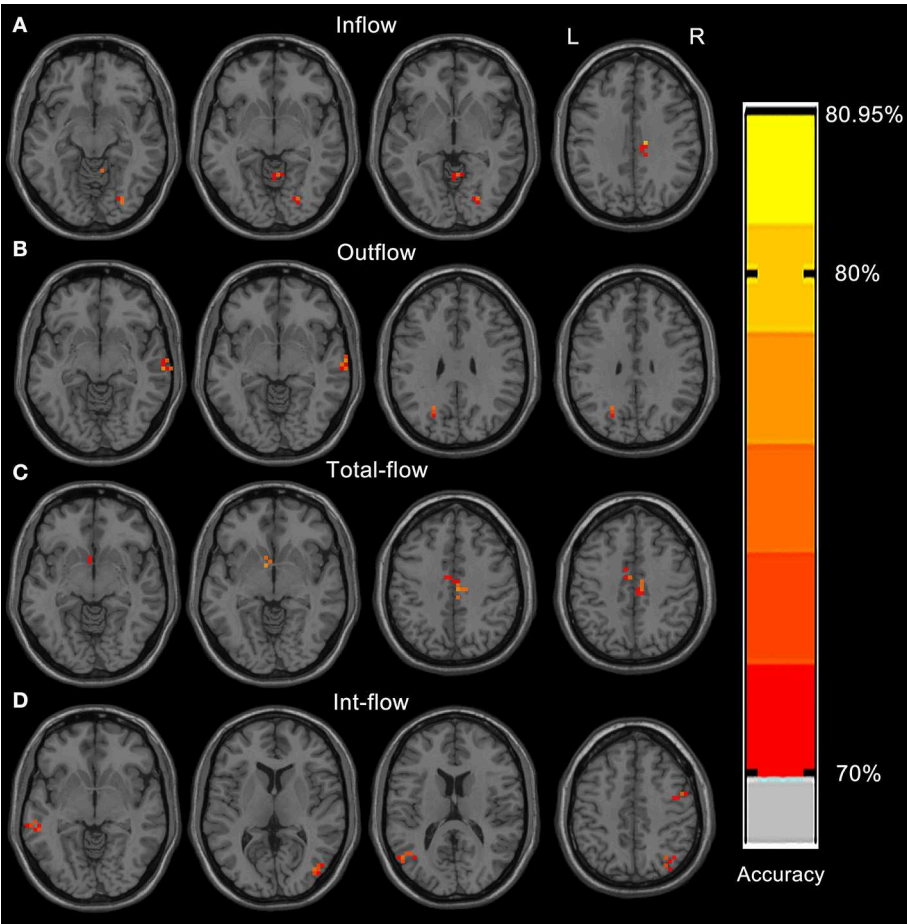 A
Inflow
L R
B
Outflow
C
Total-flow
D
Int-flow
80.95%
80%
70%
Accuracy